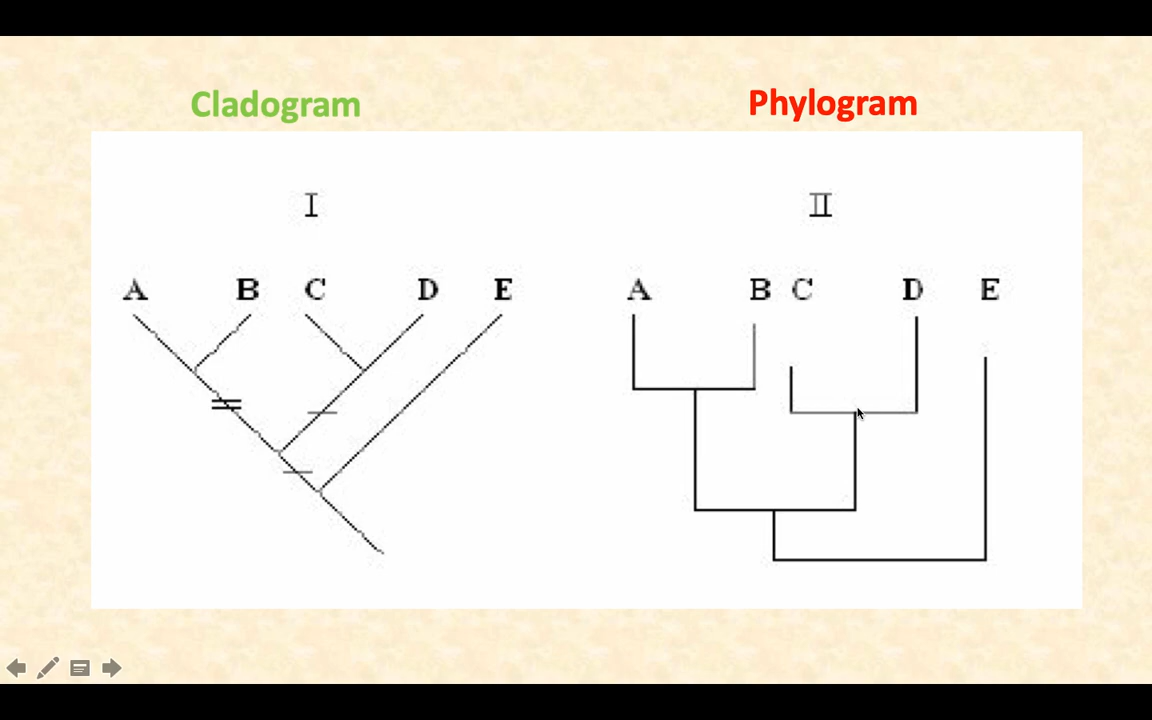 Cladogram
Phylogram
I
II
A B C D E
A B C D E